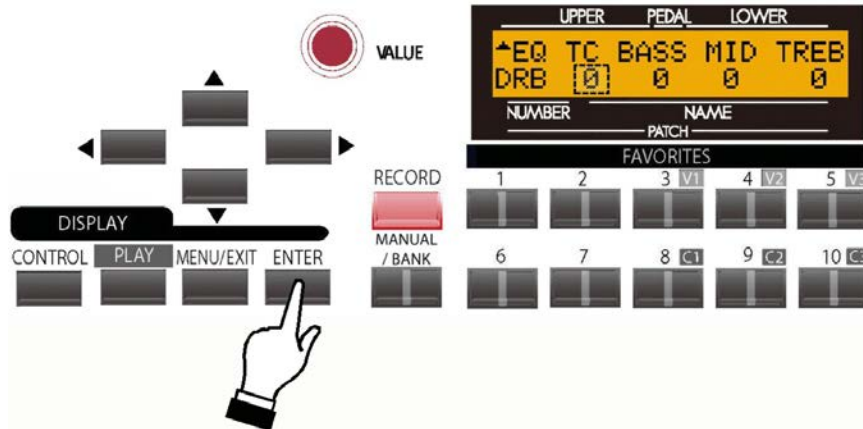 UPPER PEDAL LOWER
EQ TC BASS MID TREB
DRB 0 0 0 0
NUMBER NAME
PATCH
VALUE
FAVORITES
RECORD
1 2 3 V1 4 V2 5 V3
DISPLAY
CONTROL PLAY MENU/EXIT ENTER
MANUAL
/ BANK
6 7 8 C1 9 C2 10 C3